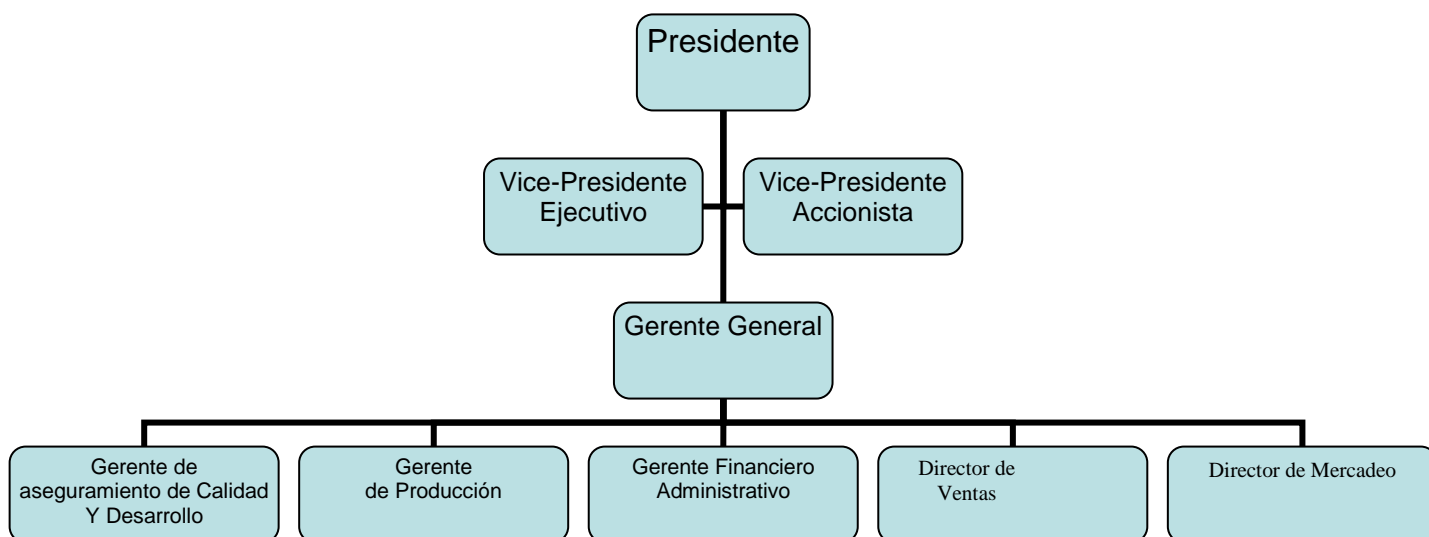 Presidente
Vice-Presidente
Ejecutivo
Vice-Presidente
Accionista
Gerente General
Gerente de
aseguramiento de Calidad
Y Desarrollo
Gerente
de Producción
Gerente Financiero
Administrativo
Director de
Ventas
Director de Mercadeo